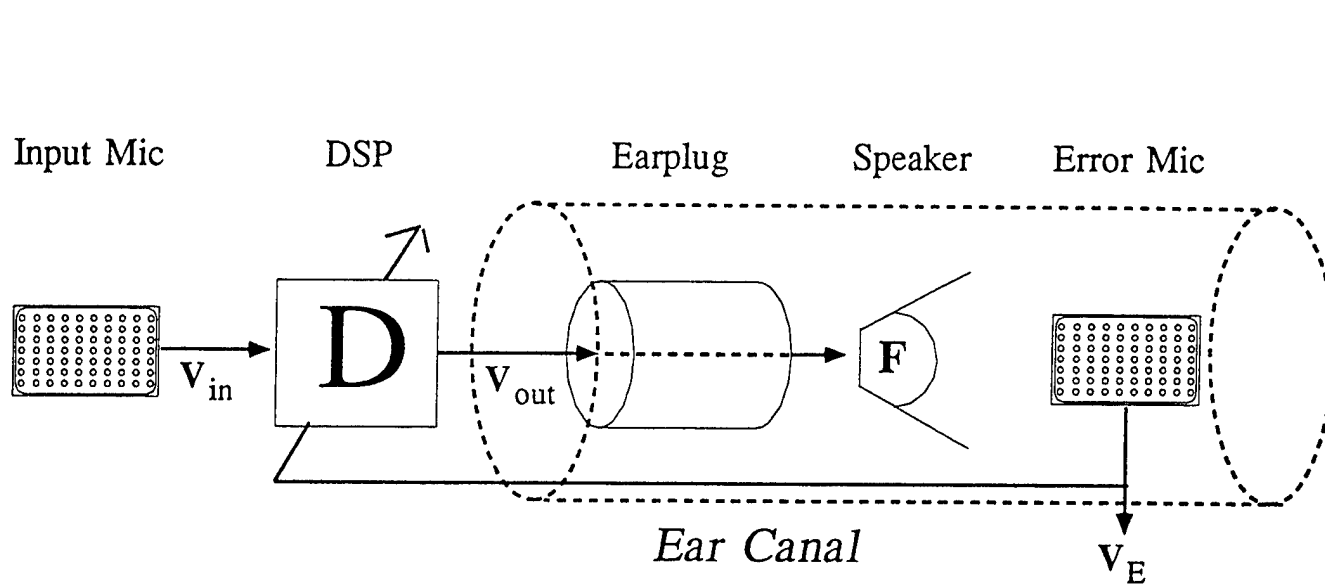 Input Mic DSP Earplug Speaker Error Mic
D
F
V_in
V_out
Ear Canal
V_E